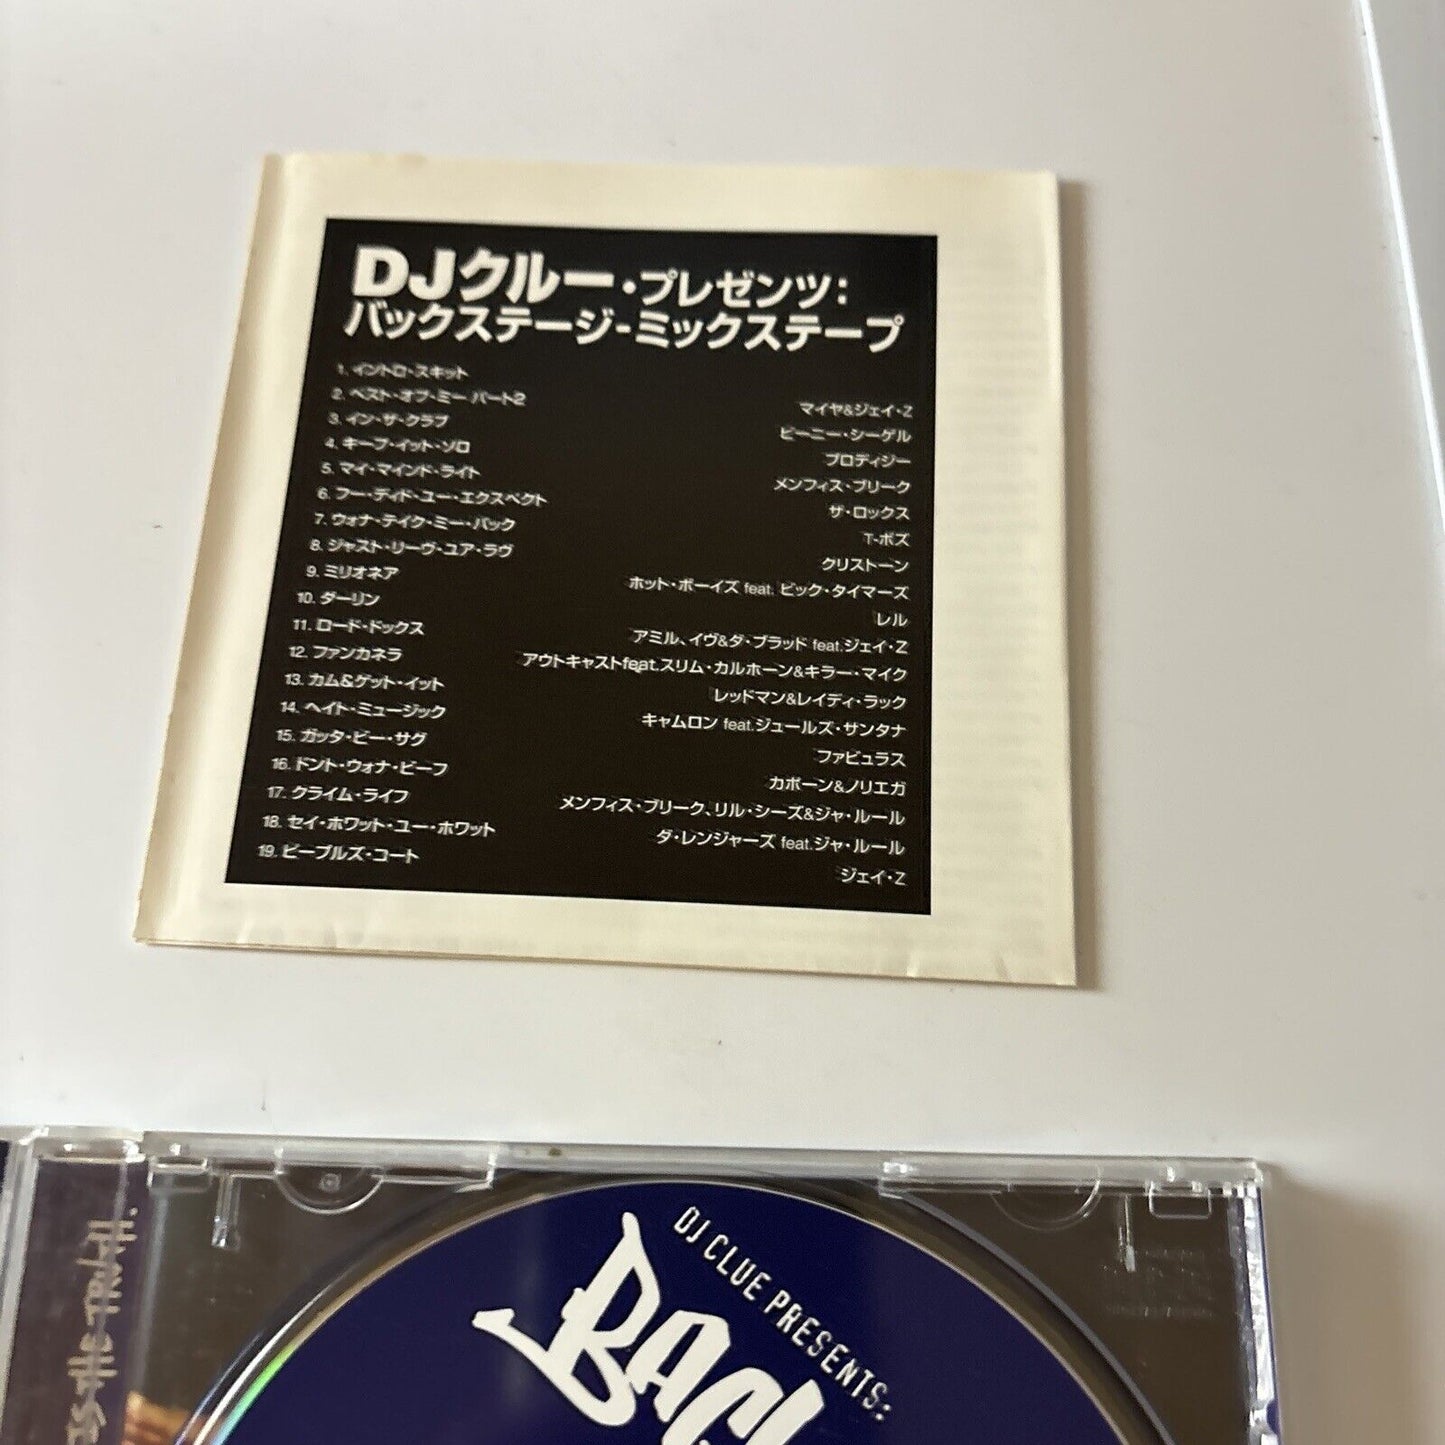 DJクルー・プレゼンツ:
バックステージ-ミックステープ
1. イントロ・スキット
2. ベスト・オブ・ミー パート2 マイヤ&ジェイ・Z
3. イン・ザ・クラブ ビーニー・シーゲル
4. キープ・イット・ソロ プロディジー
5. マイ・マインド・ライト メンフィス・ブリーク
6. フー・ディド・ユー・エクスペクト ザ・ロックス
7. ウォナ・テイク・ミー・バック T-ボズ
8. ジャスト・リーヴ・ユア・ラヴ クリストーン
9. ミリオネア ホット・ボーイズ feat. ビック・タイマーズ
10. ダーリン レル
11. ロード・ドックス アミル、イヴ&ダ・ブラッド feat.ジェイ・Z
12. ファンカネラ アウトキャストfeat.スリム・カルホーン&キラー・マイク
13. カム&ゲット・イット レッドマン&レイディ・ラック
14. ヘイト・ミュージック キャムロン feat.ジュールズ・サンタナ
15. ガッタ・ビー・サグ ファビュラス
16. ドント・ウォナ・ビーフ カポーン&ノリエガ
17. クライム・ライフ メンフィス・ブリーク、リル・シーズ&ジャ・ルール
18. セイ・ホワット・ユー・ホワット ダ・レンジャーズ feat.ジャ・ルール
19. ピープルズ・コート ジェイ・Z
DJ CLUE PRESENTS:
BACK
THE TRUTH.